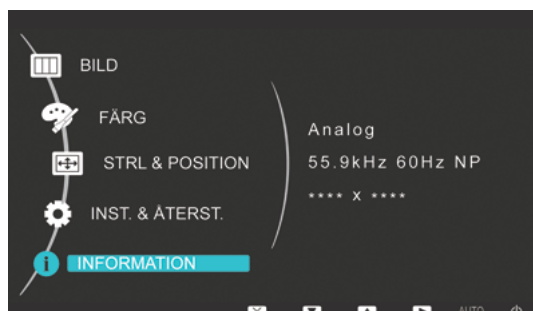 BILD
FÄRG
STRL & POSITION
INST. & ÅTERST.
INFORMATION
Analog
55.9kHz 60Hz NP
**** x ****
AUTO